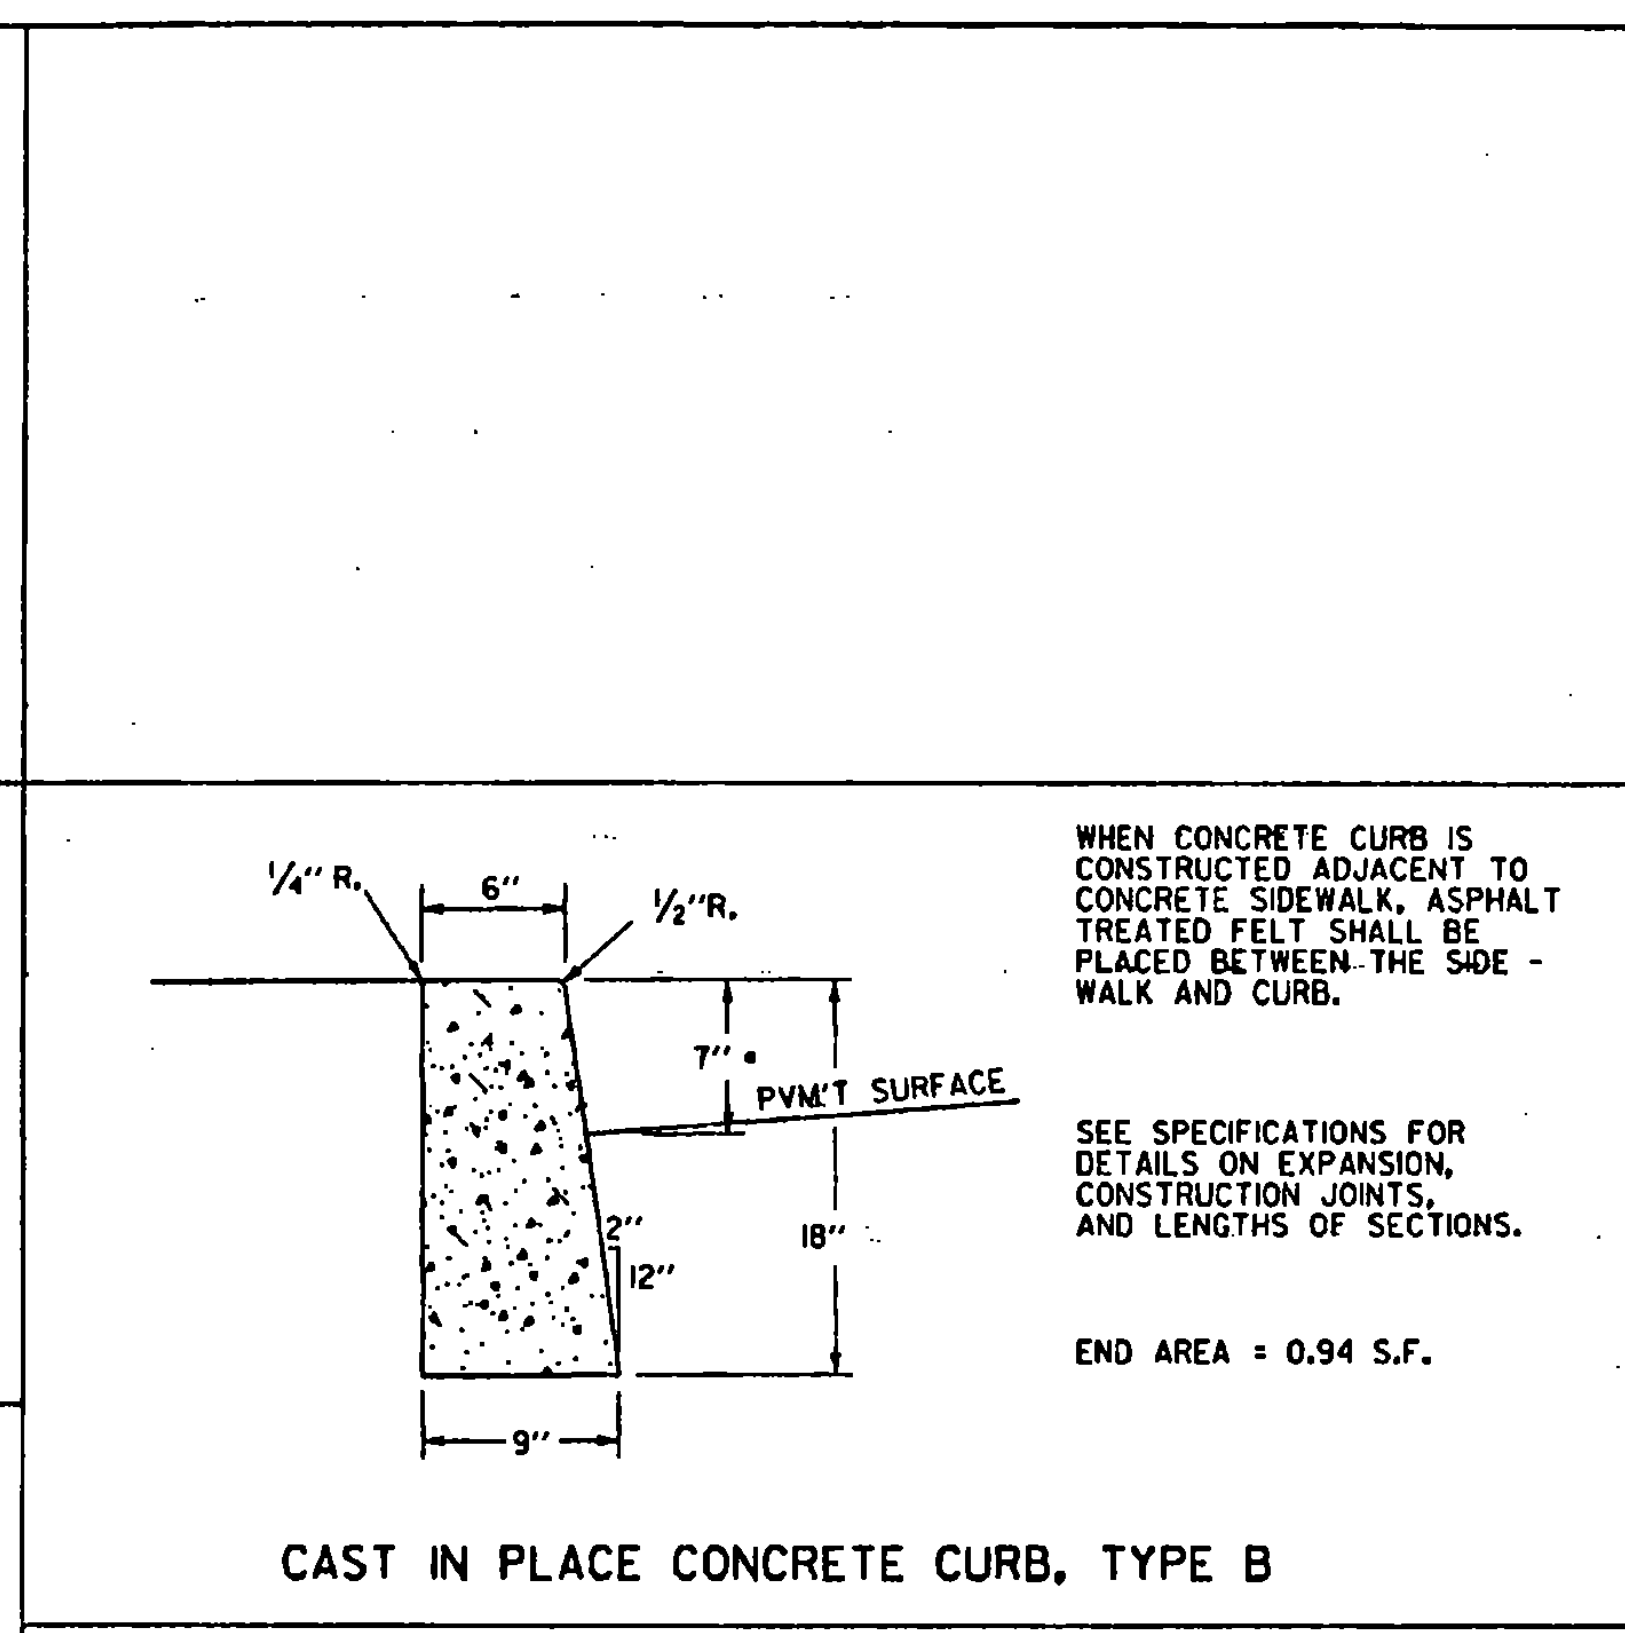 1/4" R.
6"
1/2" R.
7" *
PVM'T SURFACE
2"
12"
18"
9"
WHEN CONCRETE CURB IS
CONSTRUCTED ADJACENT TO
CONCRETE SIDEWALK, ASPHALT
TREATED FELT SHALL BE
PLACED BETWEEN THE SIDE -
WALK AND CURB.
SEE SPECIFICATIONS FOR
DETAILS ON EXPANSION,
CONSTRUCTION JOINTS,
AND LENGTHS OF SECTIONS.
END AREA = 0.94 S.F.
CAST IN PLACE CONCRETE CURB, TYPE B